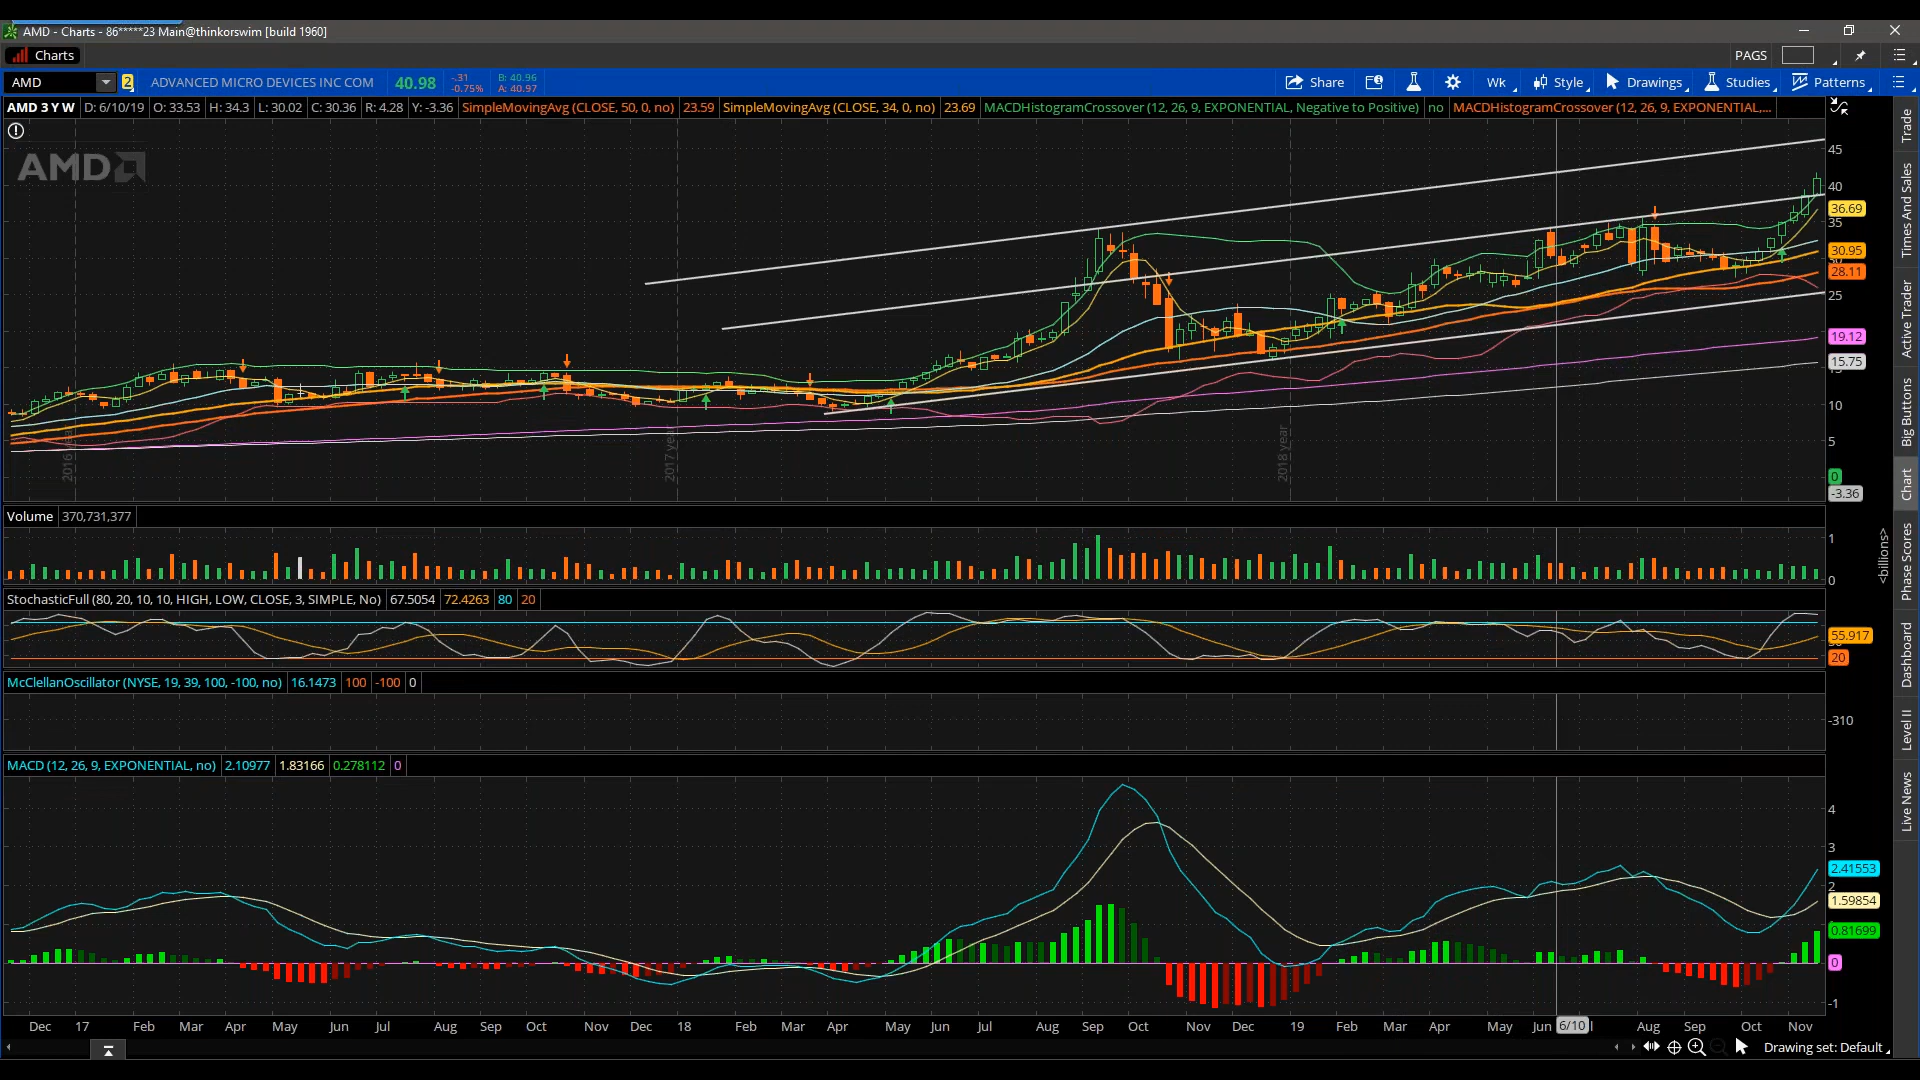 AMD - Charts - 86*****23 Main@thinkorswim [build 1960]
Charts
PAGS
AMD 2 ADVANCED MICRO DEVICES INC COM 40.98 -.31 -0.75% B: 40.96 A: 40.97 Share Wk Style Drawings Studies Patterns
AMD 3 Y W D: 6/10/19 O: 33.53 H: 34.3 L: 30.02 C: 30.36 R: 4.28 Y: -3.36 SimpleMovingAvg (CLOSE, 50, 0, no) 23.59 SimpleMovingAvg (CLOSE, 34, 0, no) 23.69 MACDHistogramCrossover (12, 26, 9, EXPONENTIAL, Negative to Positive) no MACDHistogramCrossover (12, 26, 9, EXPONENTIAL,...
AMD
45
40
36.69
35
30.95
28.11
25
19.12
15.75
10
5
0
-3.36
2016 year
2017 year
2018 year
Volume 370,731,377
1
0
<billions>
StochasticFull (80, 20, 10, 10, HIGH, LOW, CLOSE, 3, SIMPLE, No) 67.5054 72.4263 80 20
55.917
20
McClellanOscillator (NYSE, 19, 39, 100, -100, no) 16.1473 100 -100 0
-310
MACD (12, 26, 9, EXPONENTIAL, no) 2.10977 1.83166 0.278112 0
4
3
2.41553
2
1.59854
0.81699
0
-1
Dec 17 Feb Mar Apr May Jun Jul Aug Sep Oct Nov Dec 18 Feb Mar Apr May Jun Jul Aug Sep Oct Nov Dec 19 Feb Mar Apr May Jun 6/10 Aug Sep Oct Nov
Drawing set: Default
Trade
Times And Sales
Active Trader
Big Buttons
Chart
Phase Scores
Dashboard
Level II
Live News